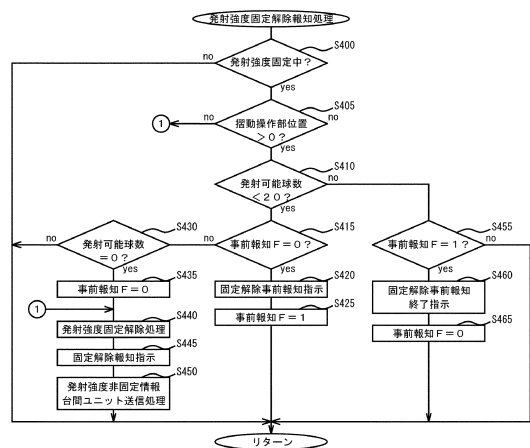 発射強度固定解除報知処理
S400
発射強度固定中？
no
yes
S405
摺動操作部位置
＞０？
no
no
yes
①
S410
発射可能球数
＜２０？
no
yes
S430
発射可能球数
＝０？
no
yes
S415
事前報知Ｆ＝０？
no
yes
S455
事前報知Ｆ＝１？
no
yes
S435
事前報知Ｆ＝０
①
S440
発射強度固定解除処理
S445
固定解除報知指示
S450
発射強度非固定情報
台間ユニット送信処理
S420
固定解除事前報知指示
S425
事前報知Ｆ＝１
S460
固定解除事前報知
終了指示
S465
事前報知Ｆ＝０
リターン